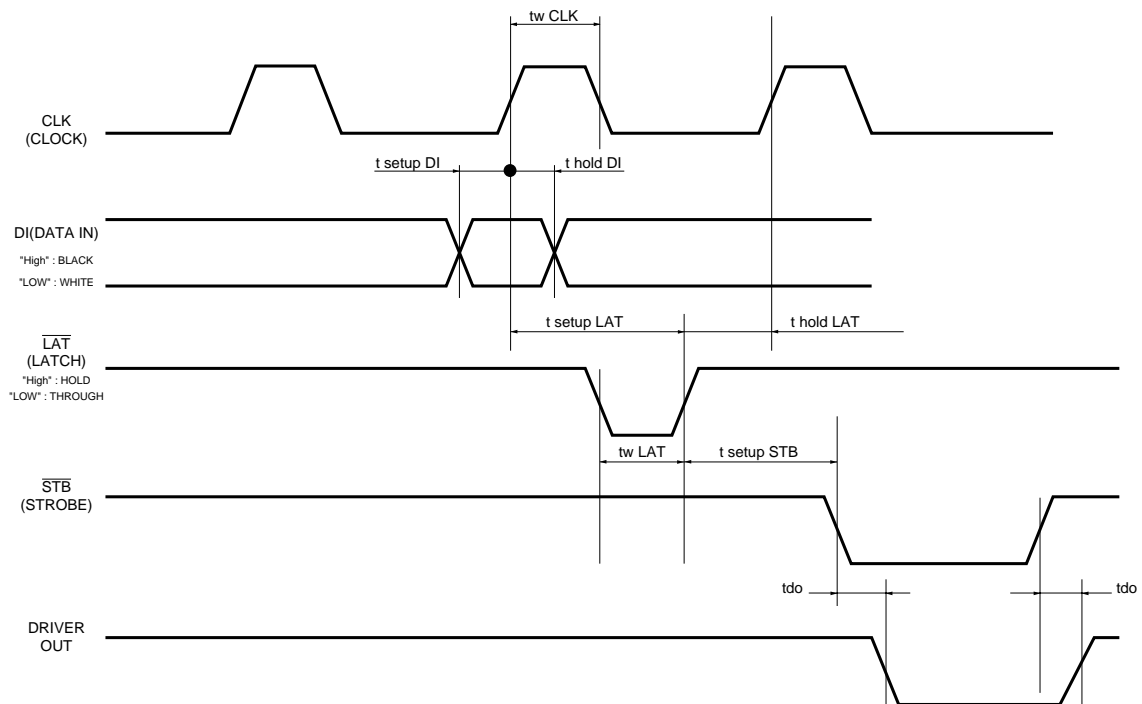 tw CLK
CLK
(CLOCK)
t setup DI
t hold DI
DI(DATA IN)
"High" : BLACK
"LOW" : WHITE
t setup LAT
t hold LAT
LAT
(LATCH)
"High" : HOLD
"LOW" : THROUGH
tw LAT
t setup STB
STB
(STROBE)
tdo
tdo
DRIVER
OUT